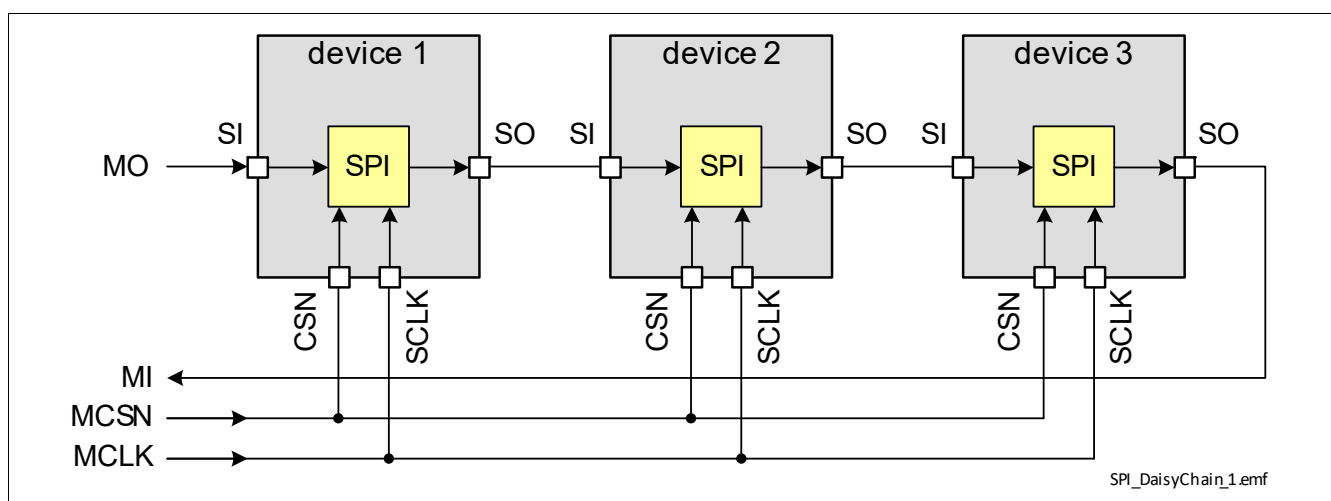 device 1
device 2
device 3
SI
SO
SI
SO
SI
SO
MO
SPI
SPI
SPI
CSN
SCLK
CSN
SCLK
CSN
SCLK
MI
MCSN
MCLK
SPI_DaisyChain_1.emf